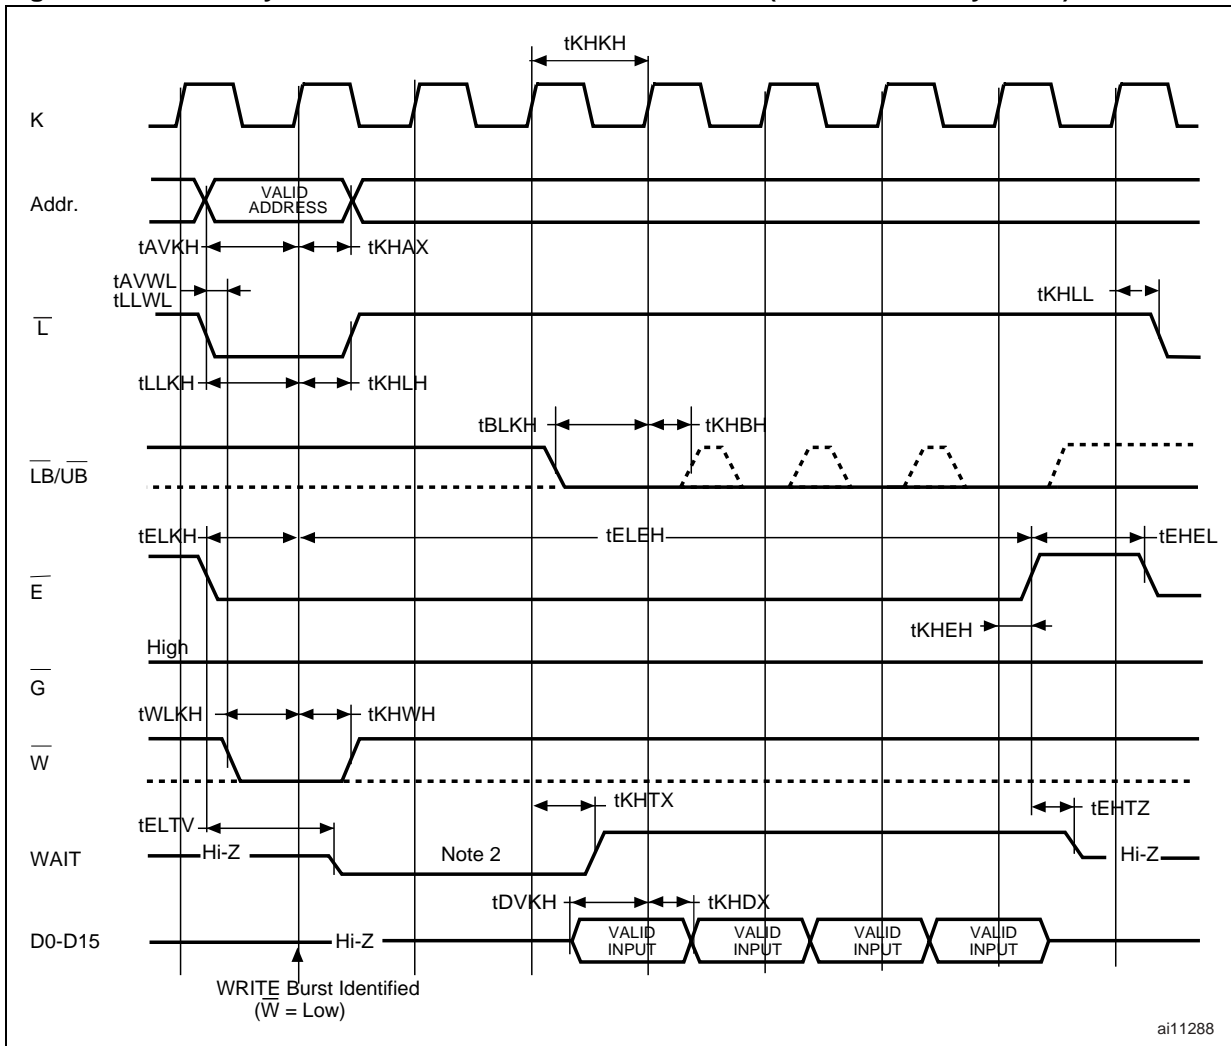 tKHKH
K
Addr.
VALID
ADDRESS
tAVKH
tKHAX
tAVWL
tLLWL
tKHLL
L
tLLKH
tKHLH
tBLKH
tKHBH
LB/UB
tELKH
tELEH
tEHEL
E
tKHEH
High
G
tWLKH
tKHWH
W
tKHTX
tEHTZ
tELTV
WAIT
Hi-Z
Note 2
Hi-Z
tDVKH
tKHDX
D0-D15
Hi-Z
VALID
INPUT
VALID
INPUT
VALID
INPUT
VALID
INPUT
WRITE Burst Identified
(W = Low)
ai11288